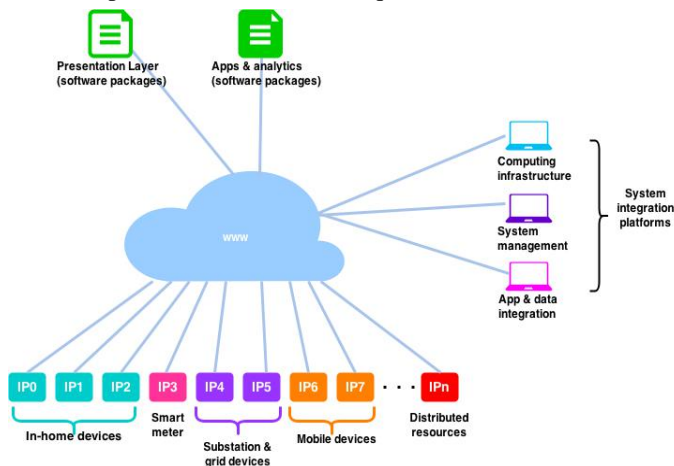 Presentation Layer
(software packages)
Apps & analytics
(software packages)
Computing
infrastructure
System
management
App & data
integration
System
integration
platforms
www
IP0
IP1
IP2
IP3
IP4
IP5
IP6
IP7
. . .
IPn
In-home devices
Smart
meter
Substation &
grid devices
Mobile devices
Distributed
resources